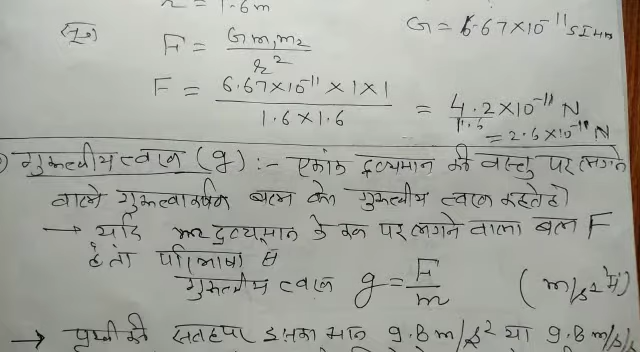 r = 1.6m
(सू०)
F = Gm₁m₂ / r²
G = 6.67×10⁻¹¹ SI
F = 6.67×10⁻¹¹ × 1×1 / 1.6×1.6 = 4.2×10⁻¹¹ N / 1.6
= 2.6×10⁻¹¹ N
गुरुत्वीय त्वरण (g) :- एकांक द्रव्यमान की वस्तु पर लगने
वाले गुरुत्वाकर्षण बल को गुरुत्वीय त्वरण कहते हैं।
→ यदि m द्रव्यमान के पर लगने वाला बल F
है तो परिभाषा से
गुरुत्वीय त्वरण g = F/m (m/s² में)
→ पृथ्वी की सतह पर इसका मान 9.8 m/s² या 9.8 m/s/s